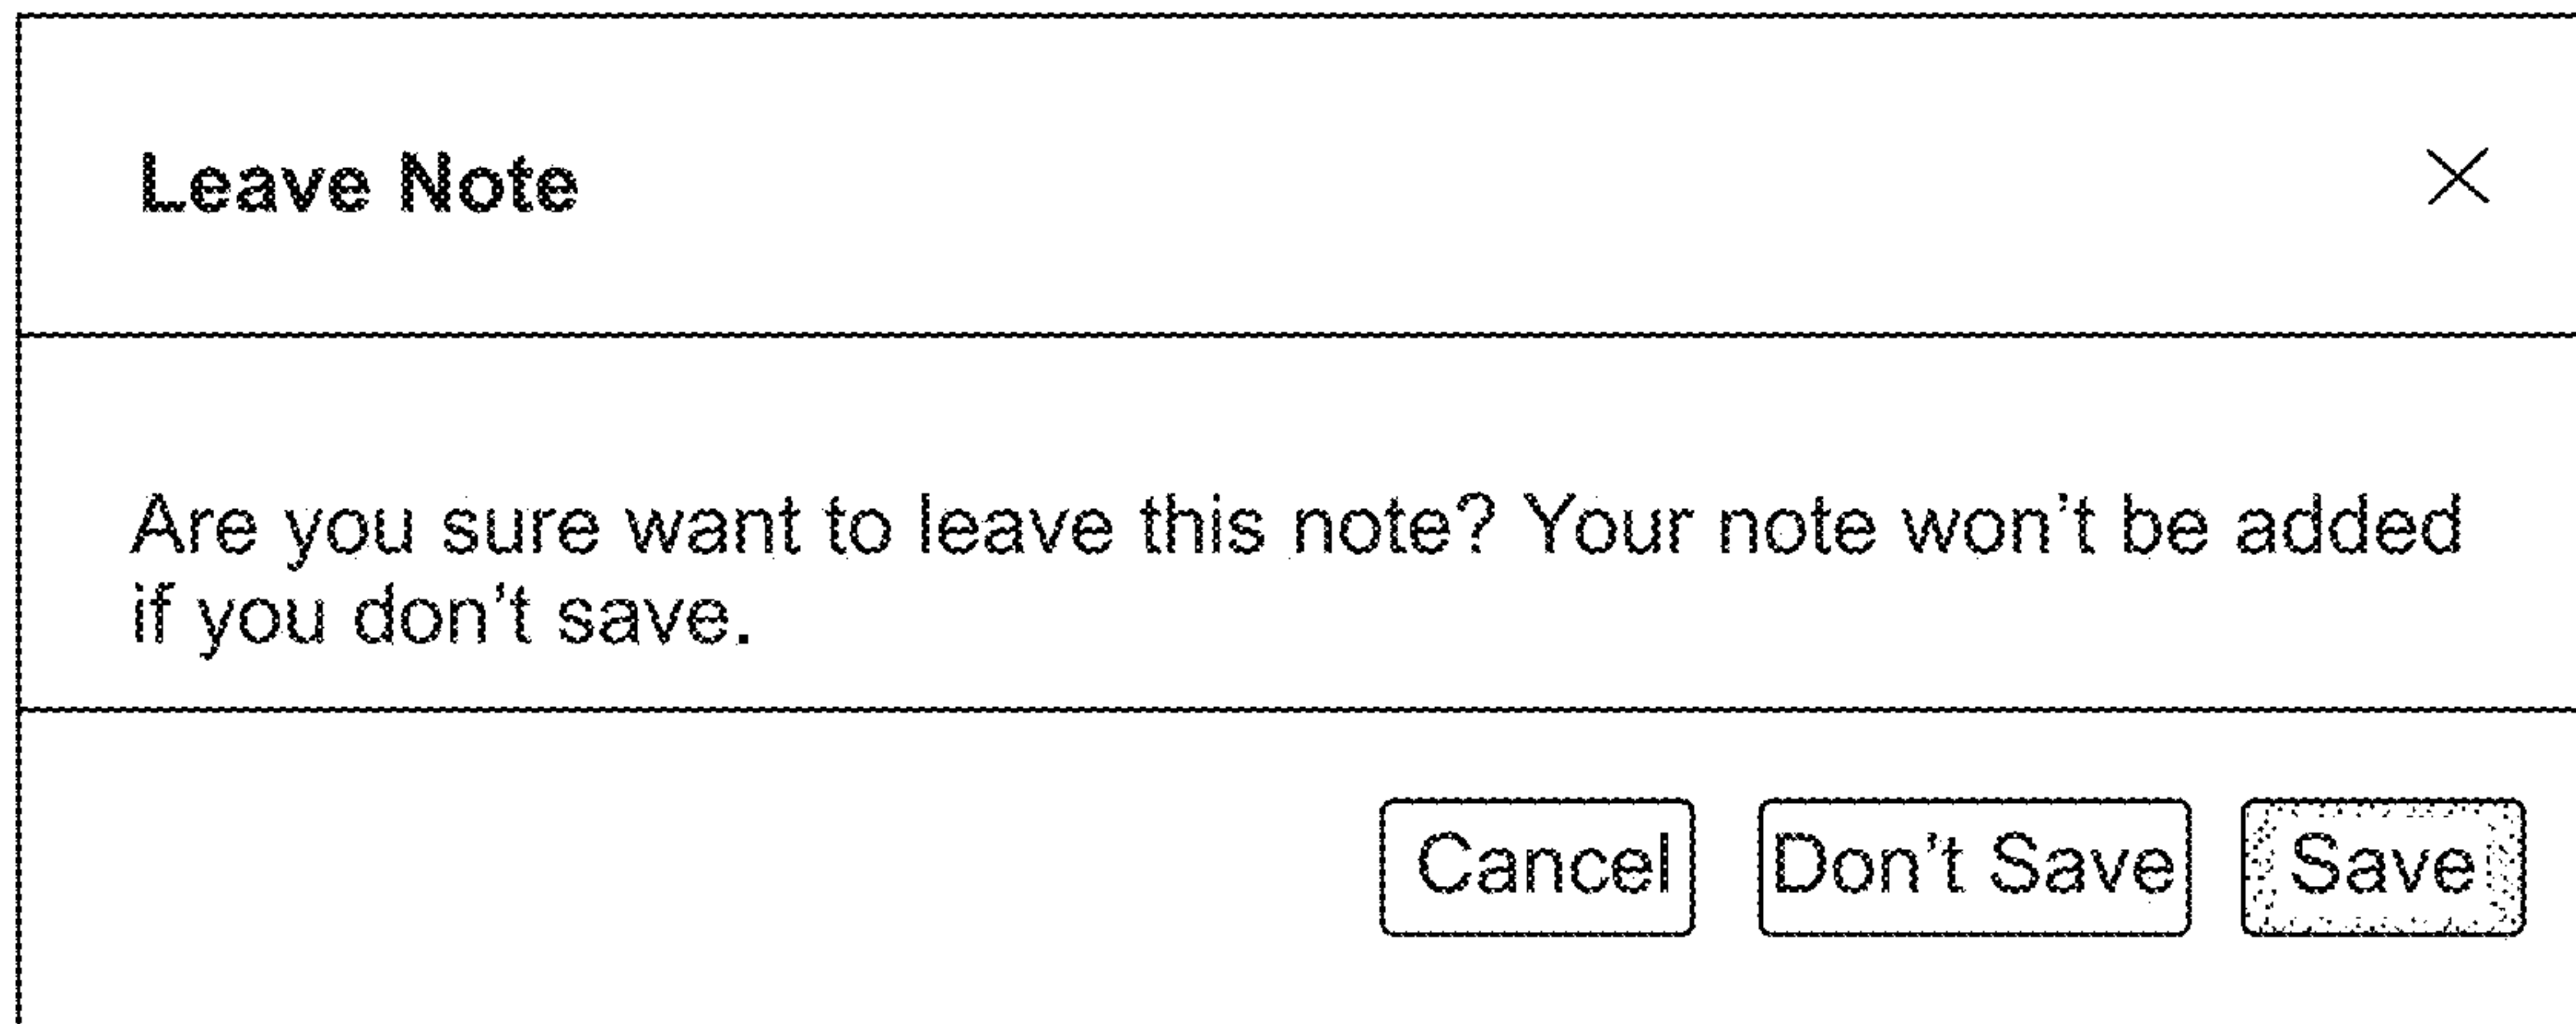 Leave Note
Are you sure want to leave this note? Your note won't be added
if you don't save.
Cancel Don't Save Save